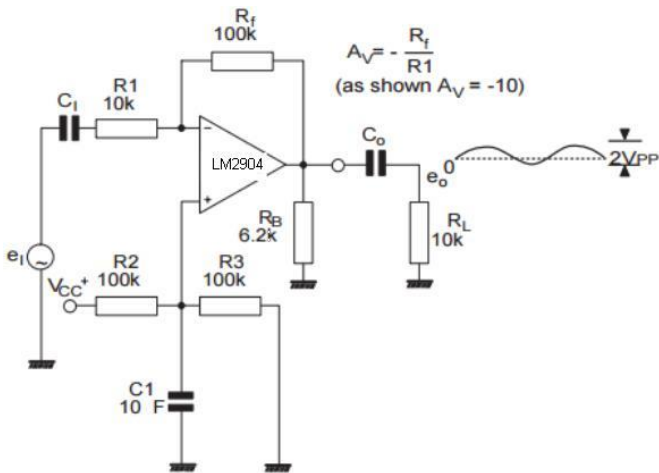 Rf
100k
AV = - Rf
R1
(as shown AV = -10)
R1
CI
10k
LM2904
Co
eo
0
2VPP
RB
6.2k
RL
10k
eI
R2
R3
VCC+
100k
100k
C1
10 F